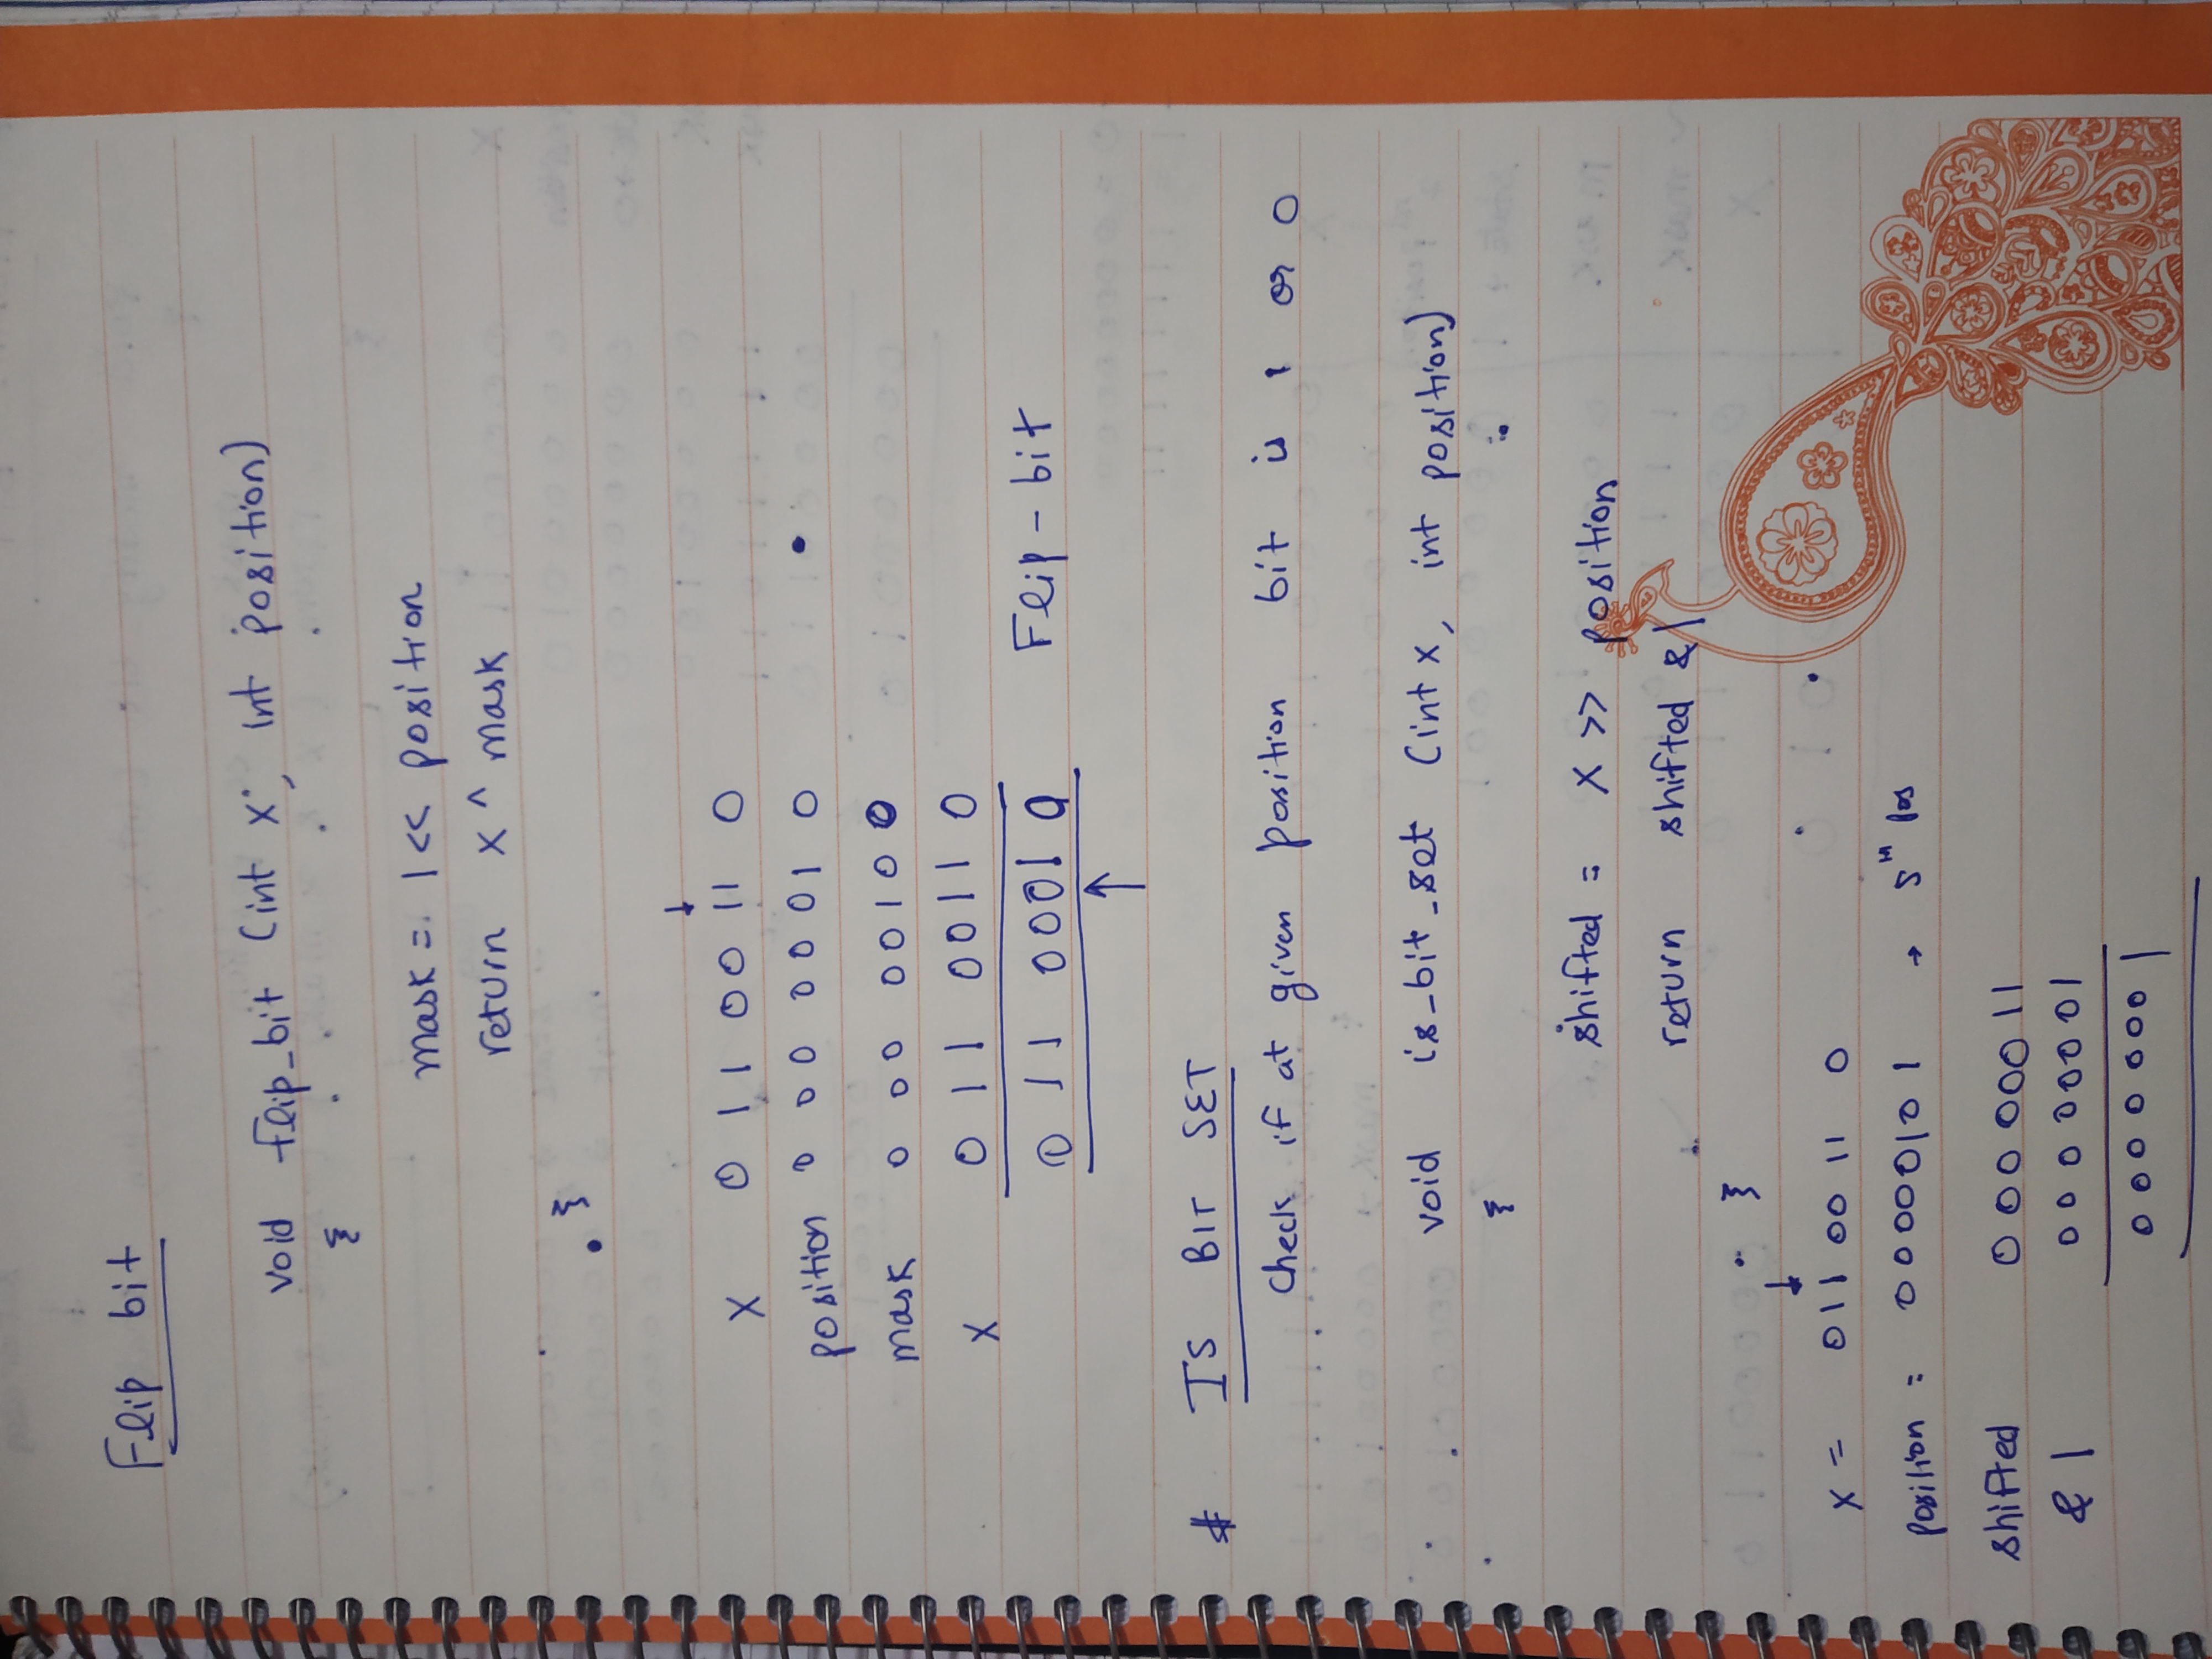 Flip bit
void flip_bit (int x, int position)
{
mask = 1 << position
return x ^ mask
}
x 0 1 1 0 0 1 1 0
position 0 0 0 0 0 0 1 0
mask 0 0 0 0 0 1 0 0
x 0 1 1 0 0 1 1 0
0 1 1 0 0 0 1 0 Flip-bit
# IS BIT SET
Check if at given position bit is 1 or 0
void is_bit_set (int x, int position)
{
shifted = x >> position
return shifted & 1
}
x = 0 1 1 0 0 1 1 0
position = 0 0 0 0 0 1 0 1 → 5th pos
shifted 0 0 0 0 0 0 1 1
& 1 0 0 0 0 0 0 0 1
0 0 0 0 0 0 0 1